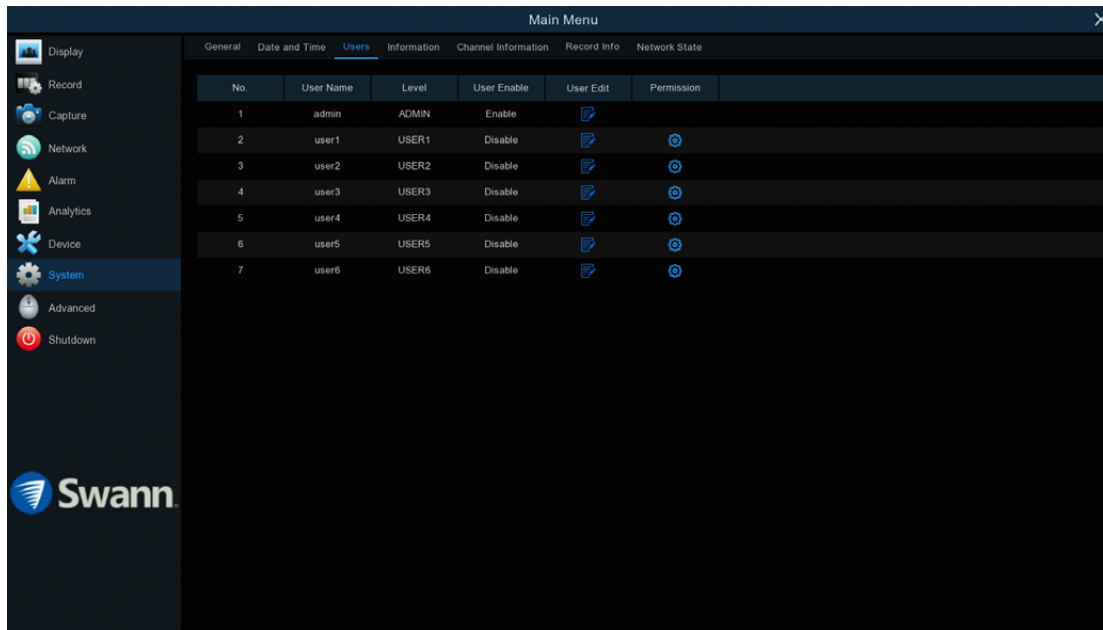 Main Menu
Display
Record
Capture
Network
Alarm
Analytics
Device
System
Advanced
Shutdown
Swann
General Date and Time Users Information Channel Information Record Info Network State
No. User Name Level User Enable User Edit Permission
1 admin ADMIN Enable
2 user1 USER1 Disable
3 user2 USER2 Disable
4 user3 USER3 Disable
5 user4 USER4 Disable
6 user5 USER5 Disable
7 user6 USER6 Disable